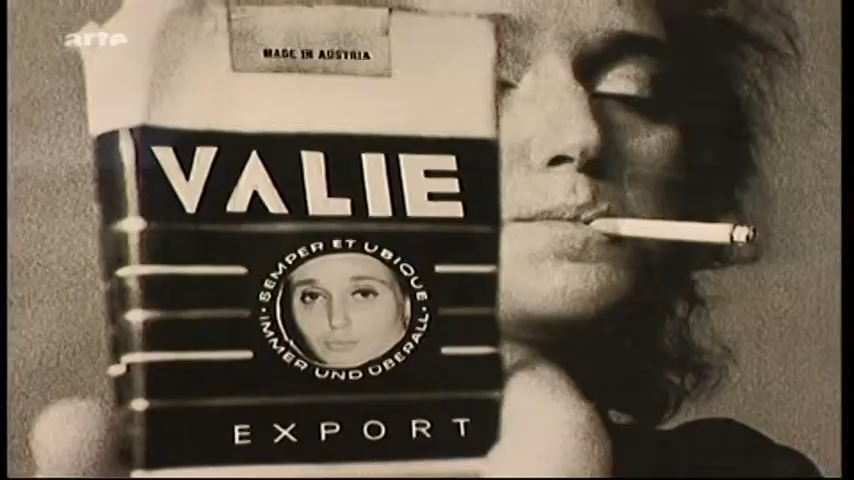 arte
MADE IN AUSTRIA
VALIE
SEMPER ET UBIQUE
IMMER UND ÜBERALL
EXPORT